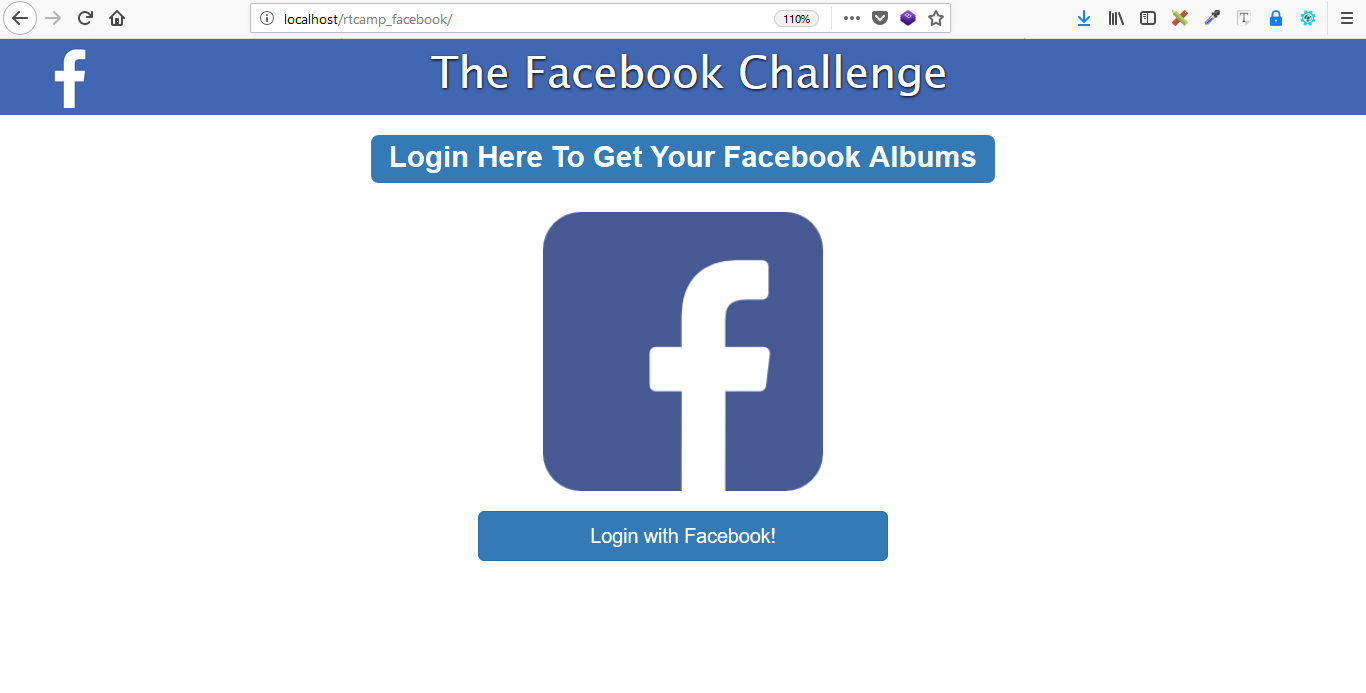 localhost/rtcamp_facebook/
110%
The Facebook Challenge
Login Here To Get Your Facebook Albums
Login with Facebook!